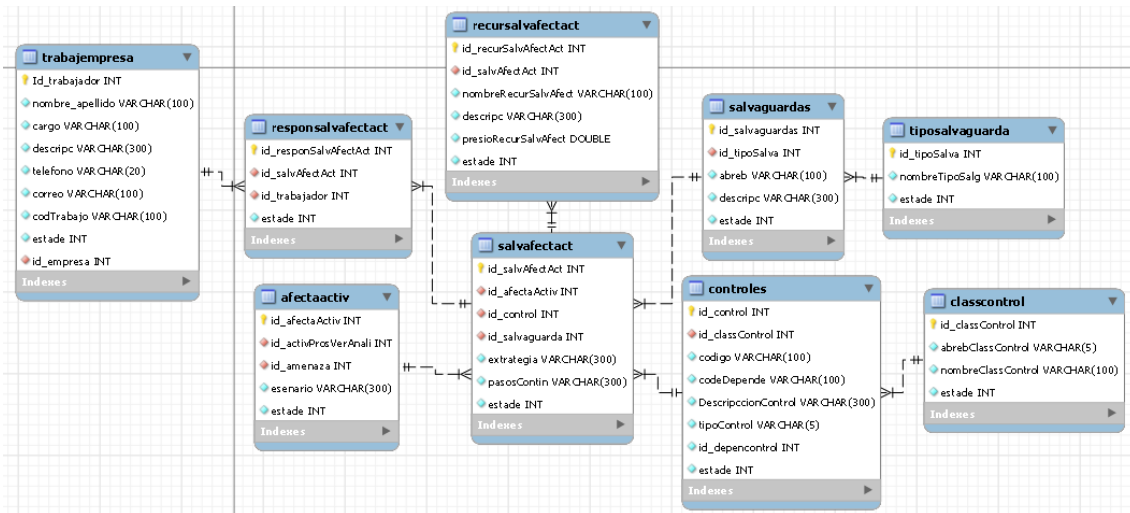 trabajempresa
Id_trabajador INT
nombre_apellido VARCHAR(100)
cargo VARCHAR(100)
descripc VARCHAR(300)
telefono VARCHAR(20)
correo VARCHAR(100)
codTrabajo VARCHAR(100)
estade INT
id_empresa INT
Indexes
responsalvafectact
id_responSalvAfectAct INT
id_salvAfectAct INT
id_trabajador INT
estade INT
Indexes
recursalvafectact
id_recurSalvAfectAct INT
id_salvAfectAct INT
nombreRecurSalvAfect VARCHAR(100)
descripc VARCHAR(300)
presioRecurSalvAfect DOUBLE
estade INT
Indexes
salvaguardas
id_salvaguardas INT
id_tipoSalva INT
abreb VARCHAR(100)
descripc VARCHAR(300)
estade INT
Indexes
tiposalvaguarda
id_tipoSalva INT
nombreTipoSalg VARCHAR(100)
estade INT
Indexes
afectaactiv
id_afectaActiv INT
id_activProsVerAnali INT
id_amenaza INT
esenario VARCHAR(300)
estade INT
Indexes
salvafectact
id_salvAfectAct INT
id_afectaActiv INT
id_control INT
id_salvaguarda INT
extrategia VARCHAR(300)
pasosContin VARCHAR(300)
estade INT
Indexes
controles
id_control INT
id_classControl INT
codigo VARCHAR(100)
codeDepende VARCHAR(100)
DescripccionControl VARCHAR(300)
tipoControl VARCHAR(5)
id_depencontrol INT
estade INT
Indexes
classcontrol
id_classControl INT
abrebClassControl VARCHAR(5)
nombreClassControl VARCHAR(100)
estade INT
Indexes